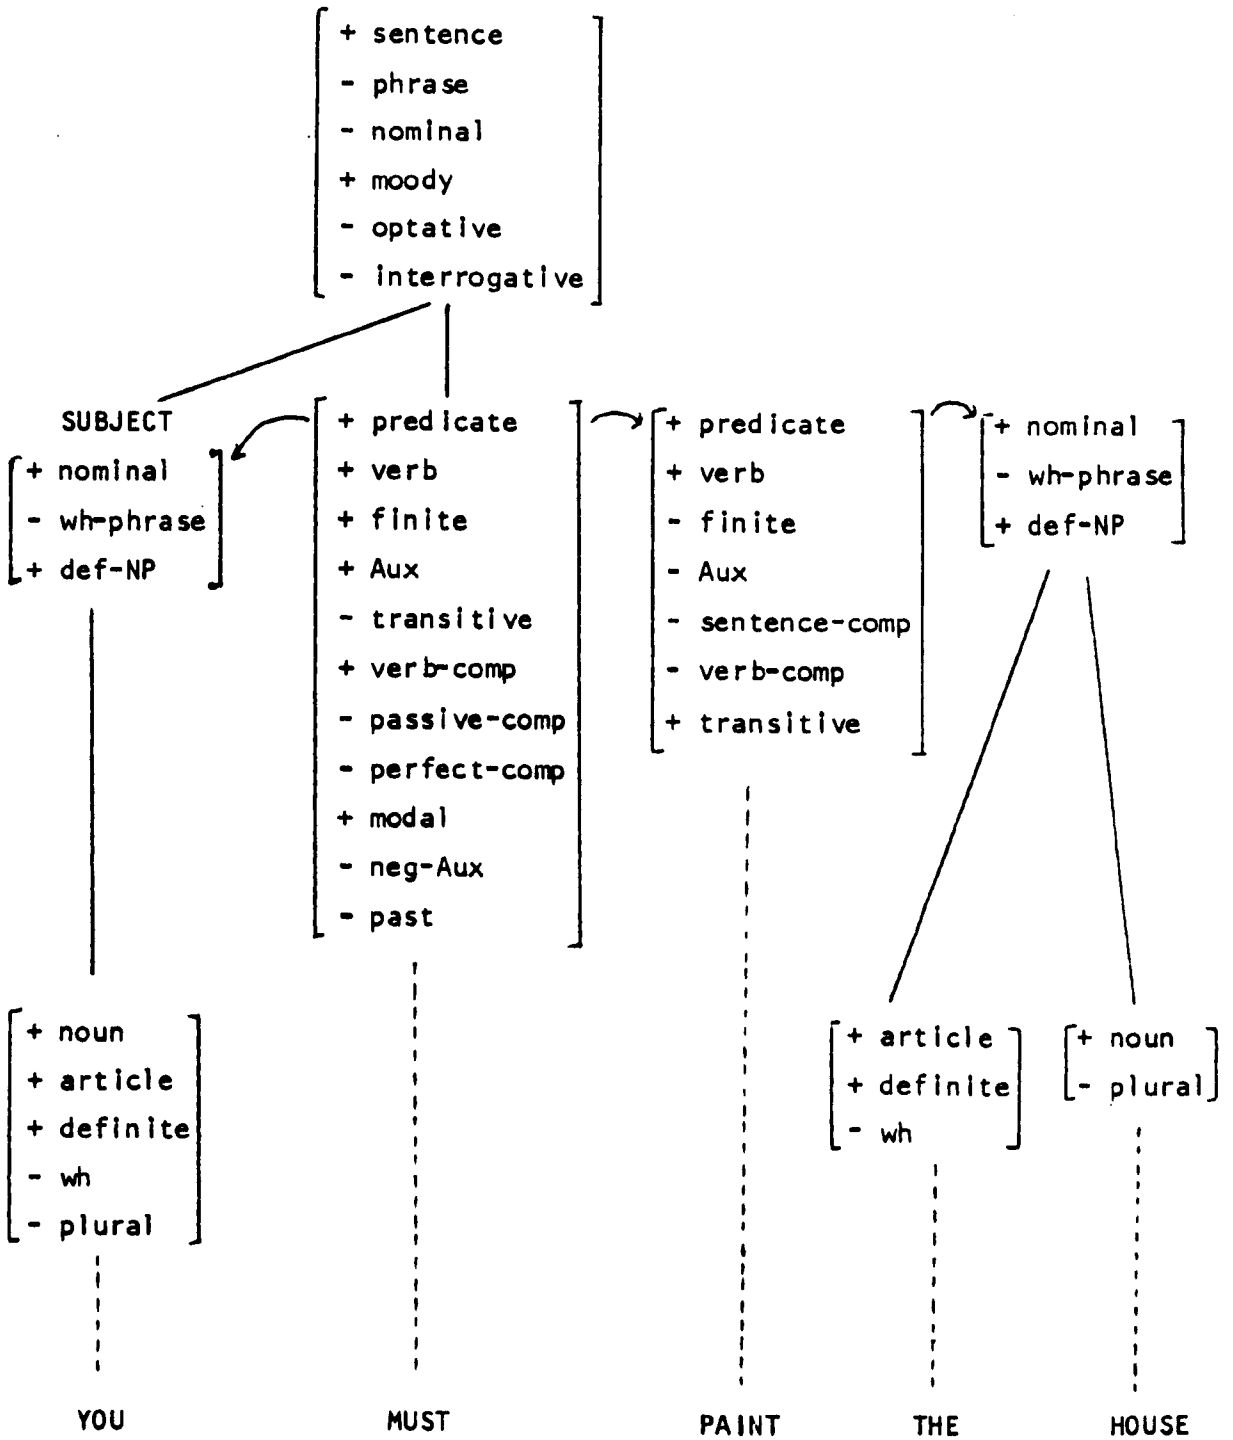 + sentence
- phrase
- nominal
+ moody
- optative
- interrogative
SUBJECT
+ nominal
- wh-phrase
+ def-NP
+ predicate
+ verb
+ finite
+ Aux
- transitive
+ verb-comp
- passive-comp
- perfect-comp
+ modal
- neg-Aux
- past
+ predicate
+ verb
- finite
- Aux
- sentence-comp
- verb-comp
+ transitive
+ nominal
- wh-phrase
+ def-NP
+ noun
+ article
+ definite
- wh
- plural
+ article
+ definite
- wh
+ noun
- plural
YOU MUST PAINT THE HOUSE